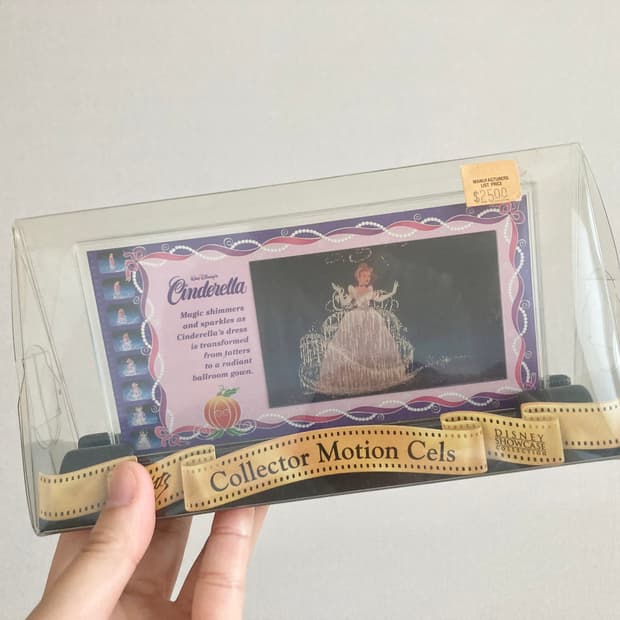 MANUFACTURERS
LIST PRICE
$25.00
Walt Disney's
Cinderella
Magic shimmers
and sparkles as
Cinderella's dress
is transformed
from tatters
to a radiant
ballroom gown.
Collector Motion Cels
DISNEY
SHOWCASE
COLLECTION